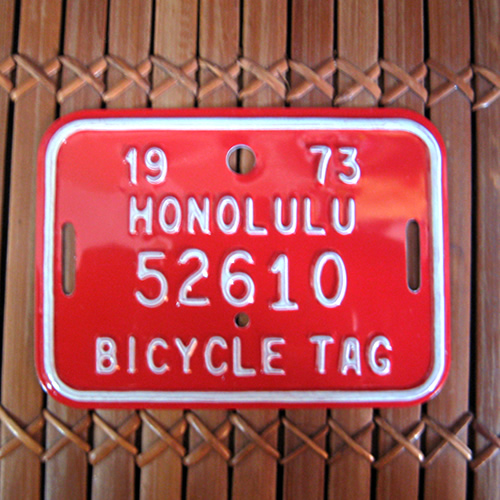 19 73
HONOLULU
52610
BICYCLE TAG